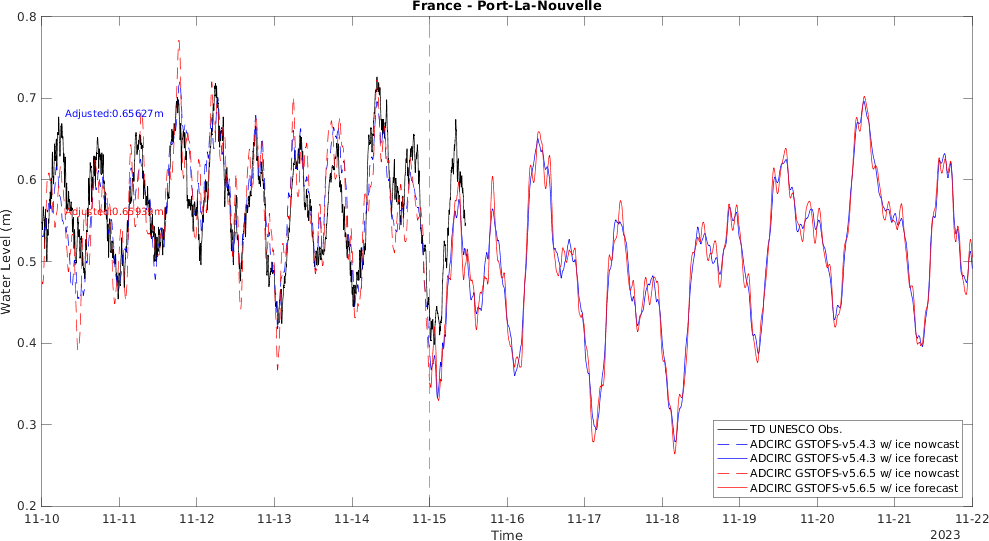 France - Port-La-Nouvelle
Water Level (m)
0.8
0.7
0.6
0.5
0.4
0.3
0.2
Adjusted:0.65627m
TD UNESCO Obs.
ADCIRC GSTOFS-v5.4.3 w/ ice nowcast
ADCIRC GSTOFS-v5.4.3 w/ ice forecast
ADCIRC GSTOFS-v5.6.5 w/ ice nowcast
ADCIRC GSTOFS-v5.6.5 w/ ice forecast
11-10 11-11 11-12 11-13 11-14 11-15 11-16 11-17 11-18 11-19 11-20 11-21 11-22
Time
2023